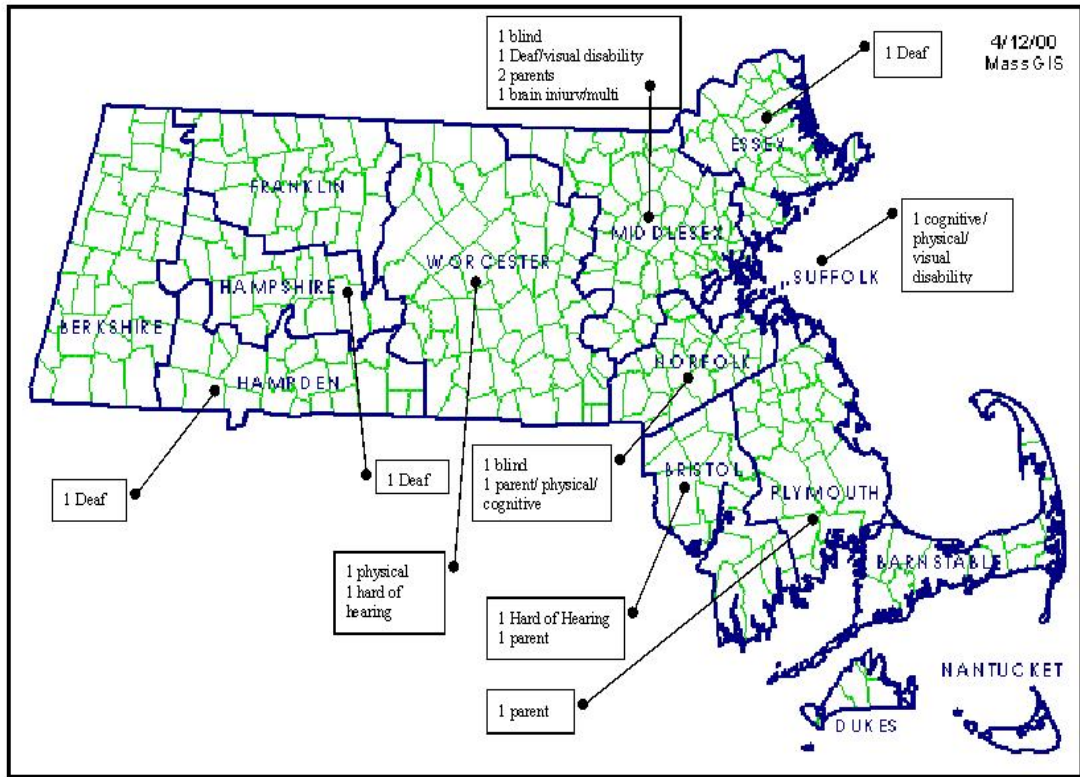 1 blind
1 Deaf/visual disability
2 parents
1 brain iniurv/multi
1 Deaf
4/12/00
MassGIS
ESSEX
FRANKLIN
MIDDLESEX
1 cognitive/
physical/
visual
disability
WORCESTER
SUFFOLK
HAMPSHIRE
BERKSHIRE
NORFOLK
HAMPDEN
1 Deaf
1 Deaf
1 blind
1 parent/ physical/
cognitive
BRISTOL
PLYMOUTH
BARNSTABLE
1 physical
1 hard of
hearing
1 Hard of Hearing
1 parent
NANTUCKET
1 parent
DUKES